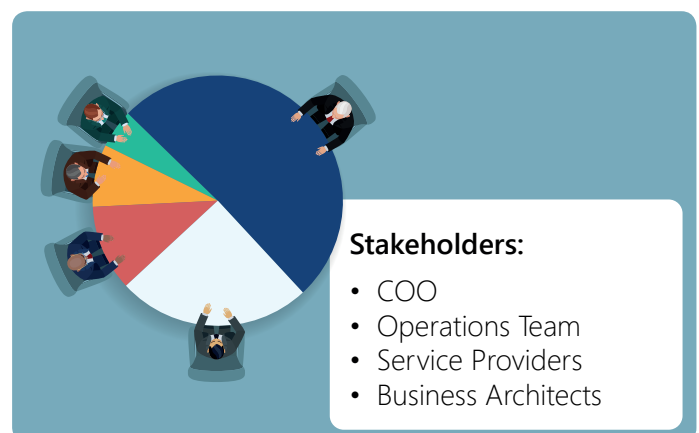 Stakeholders:
• COO
• Operations Team
• Service Providers
• Business Architects